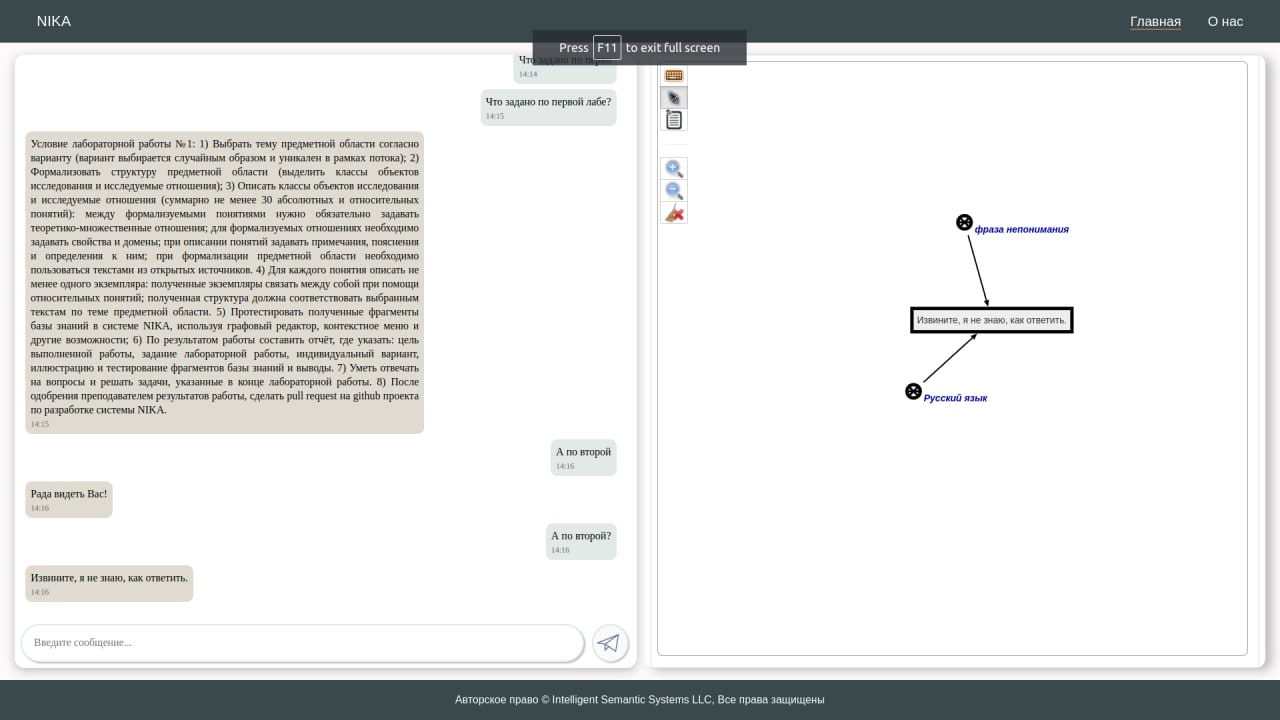 NIKA
Главная
О нас
Press F11 to exit full screen
Что задано по перво
14:14
Что задано по первой лабе?
14:15
Условие лабораторной работы №1: 1) Выбрать тему предметной области согласно
варианту (вариант выбирается случайным образом и уникален в рамках потока); 2)
Формализовать структуру предметной области (выделить классы объектов
исследования и исследуемые отношения); 3) Описать классы объектов исследования
и исследуемые отношения (суммарно не менее 30 абсолютных и относительных
понятий): между формализуемыми понятиями нужно обязательно задавать
теоретико-множественные отношения; для формализуемых отношениях необходимо
задавать свойства и домены; при описании понятий задавать примечания, пояснения
и определения к ним; при формализации предметной области необходимо
пользоваться текстами из открытых источников. 4) Для каждого понятия описать не
менее одного экземпляра: полученные экземпляры связать между собой при помощи
относительных понятий; полученная структура должна соответствовать выбранным
текстам по теме предметной области. 5) Протестировать полученные фрагменты
базы знаний в системе NIKA, используя графовый редактор, контекстное меню и
другие возможности; 6) По результатом работы составить отчёт, где указать: цель
выполненной работы, задание лабораторной работы, индивидуальный вариант,
иллюстрацию и тестирование фрагментов базы знаний и выводы. 7) Уметь отвечать
на вопросы и решать задачи, указанные в конце лабораторной работы. 8) После
одобрения преподавателем результатов работы, сделать pull request на github проекта
по разработке системы NIKA.
14:15
А по второй
14:16
Рада видеть Вас!
14:16
А по второй?
14:16
Извините, я не знаю, как ответить.
14:16
Введите сообщение...
фраза непонимания
Извините, я не знаю, как ответить.
Русский язык
Авторское право © Intelligent Semantic Systems LLC, Все права защищены